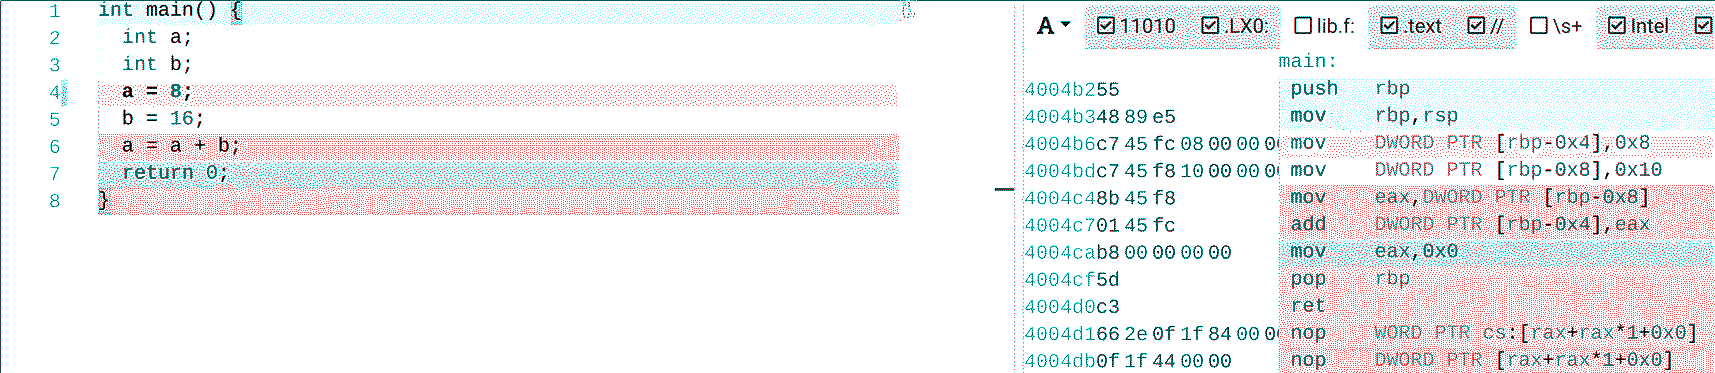 1 int main() {
2 int a;
3 int b;
4 a = 8;
5 b = 16;
6 a = a + b;
7 return 0;
8 }
A 11010 .LX0: lib.f: .text // \s+ Intel
main:
4004b2 55 push rbp
4004b3 48 89 e5 mov rbp,rsp
4004b6 c7 45 fc 08 00 00 00 mov DWORD PTR [rbp-0x4],0x8
4004bd c7 45 f8 10 00 00 00 mov DWORD PTR [rbp-0x8],0x10
4004c4 8b 45 f8 mov eax,DWORD PTR [rbp-0x8]
4004c7 01 45 fc add DWORD PTR [rbp-0x4],eax
4004ca b8 00 00 00 00 mov eax,0x0
4004cf 5d pop rbp
4004d0 c3 ret
4004d1 66 2e 0f 1f 84 00 00 nop WORD PTR cs:[rax+rax*1+0x0]
4004db 0f 1f 44 00 00 nop DWORD PTR [rax+rax*1+0x0]